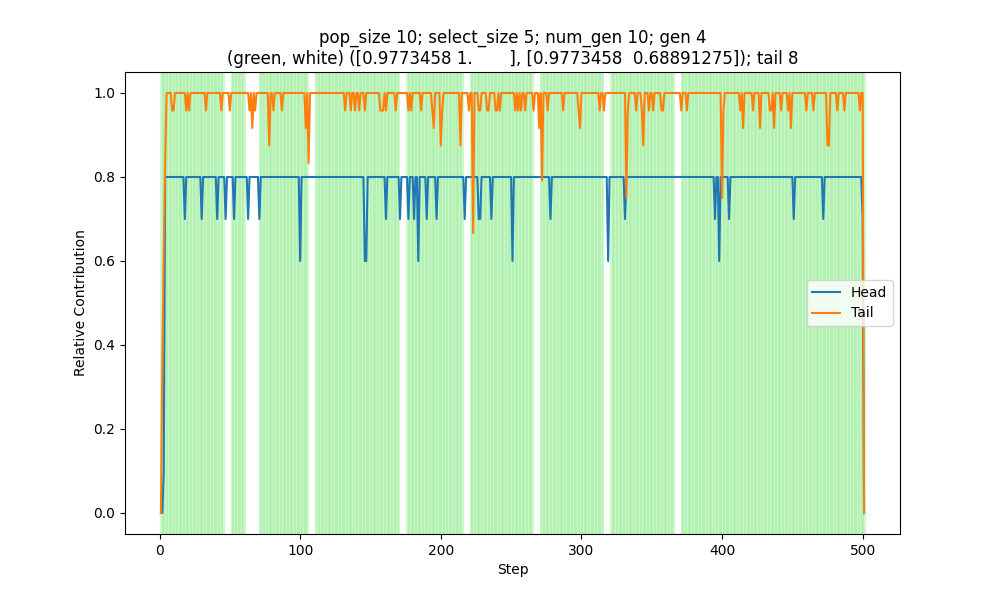 pop_size 10; select_size 5; num_gen 10; gen 4
(green, white) ([0.9773458 1.       ], [0.9773458  0.68891275]); tail 8
1.0
0.8
0.6
0.4
0.2
0.0
Relative Contribution
Head
Tail
0 100 200 300 400 500
Step